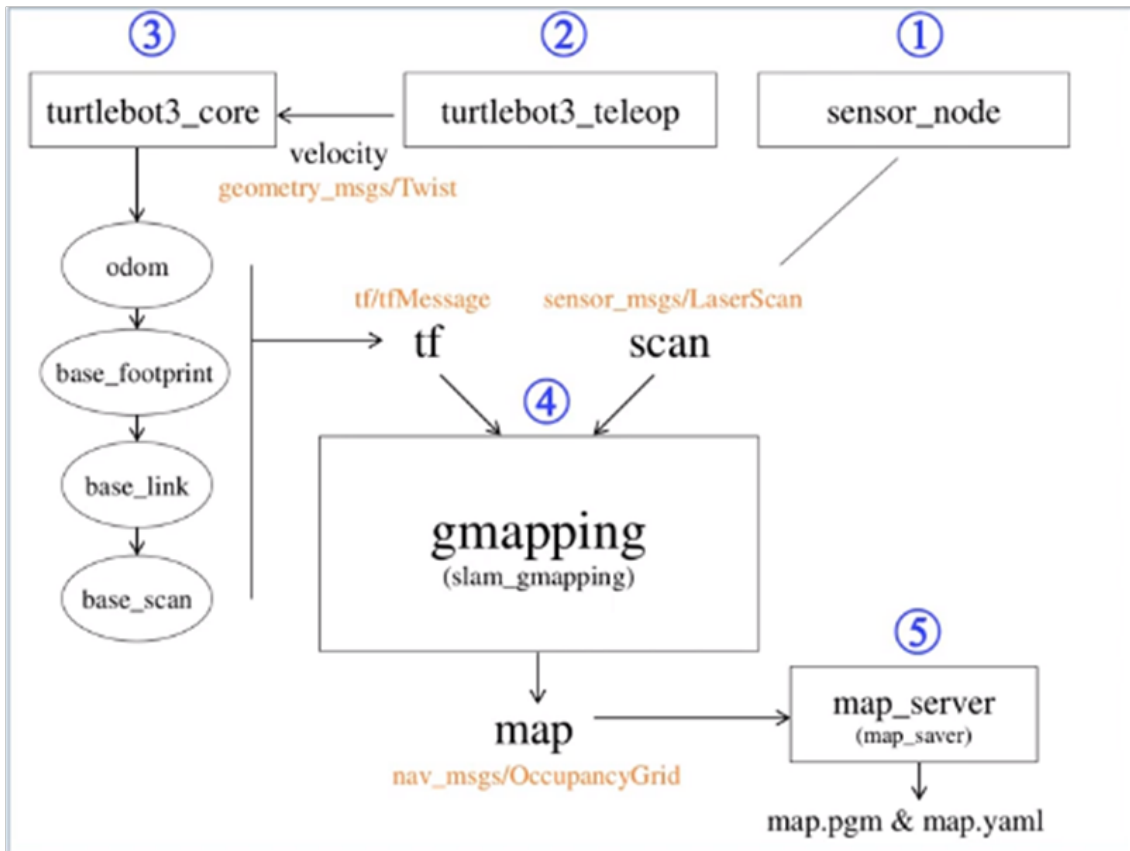 ③
②
①
turtlebot3_core
turtlebot3_teleop
sensor_node
velocity
geometry_msgs/Twist
odom
base_footprint
base_link
base_scan
tf/tfMessage
sensor_msgs/LaserScan
tf
scan
④
gmapping
(slam_gmapping)
map
nav_msgs/OccupancyGrid
⑤
map_server
(map_saver)
map.pgm & map.yaml